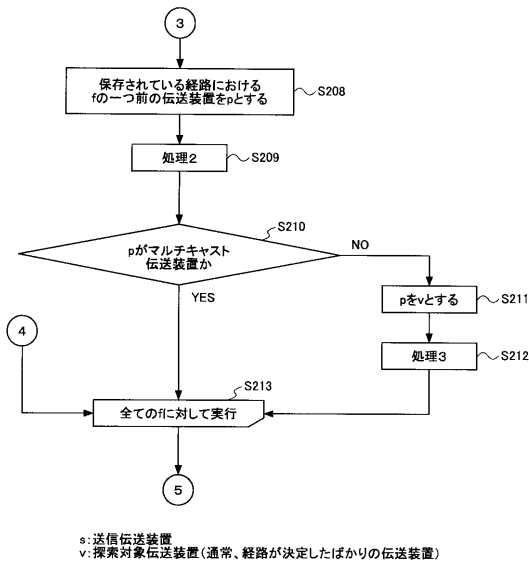 3
保存されている経路における
fの一つ前の伝送装置をpとする
S208
処理2
S209
S210
pがマルチキャスト
伝送装置か
NO
YES
pをvとする
S211
4
処理3
S212
S213
全てのfに対して実行
5
s:送信伝送装置
v:探索対象伝送装置(通常、経路が決定したばかりの伝送装置)